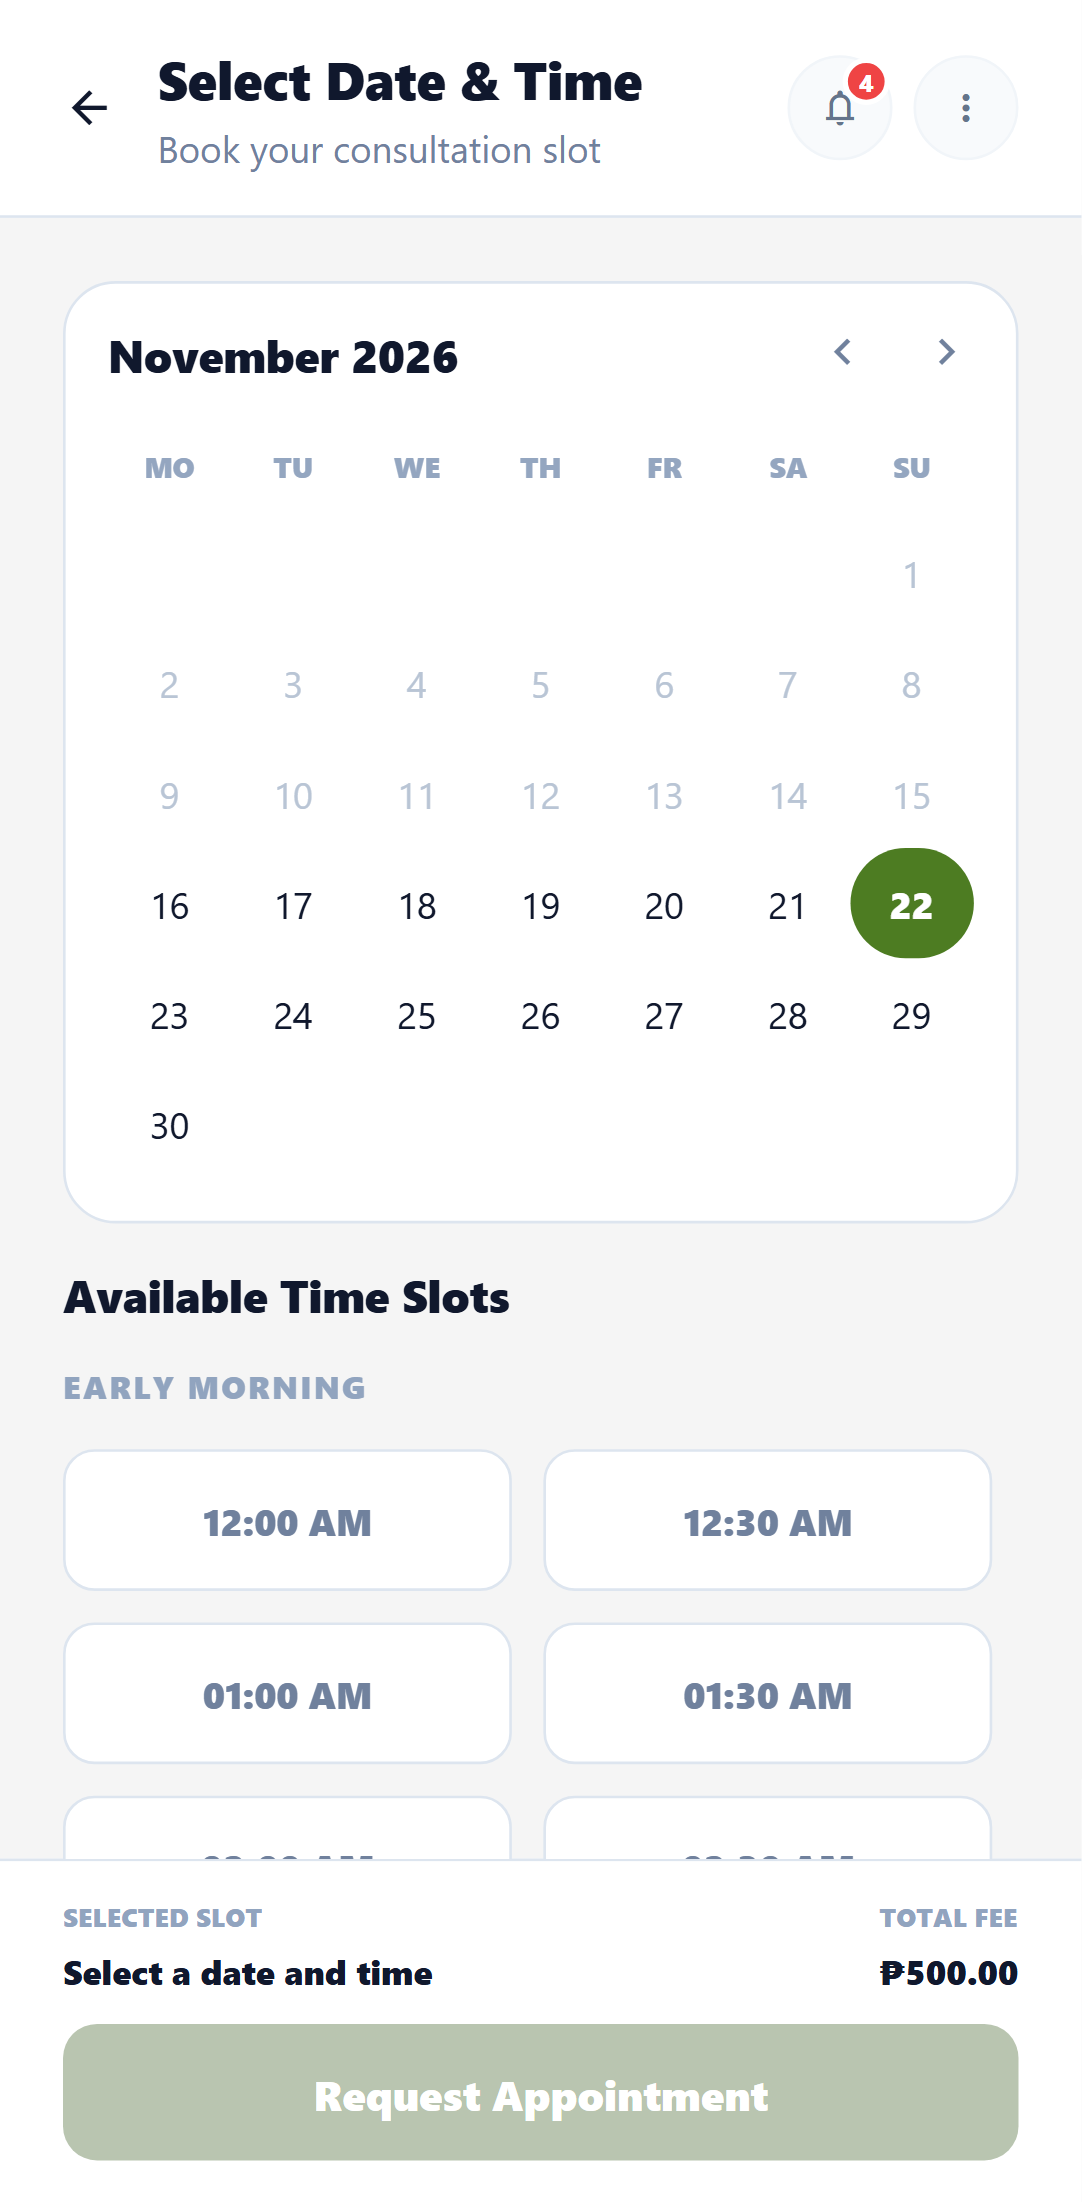 Select Date & Time
4
Book your consultation slot
November 2026
MO TU WE TH FR SA SU
1
2 3 4 5 6 7 8
9 10 11 12 13 14 15
16 17 18 19 20 21 22
23 24 25 26 27 28 29
30
Available Time Slots
EARLY MORNING
12:00 AM 12:30 AM
01:00 AM 01:30 AM
SELECTED SLOT TOTAL FEE
Select a date and time ₱500.00
Request Appointment